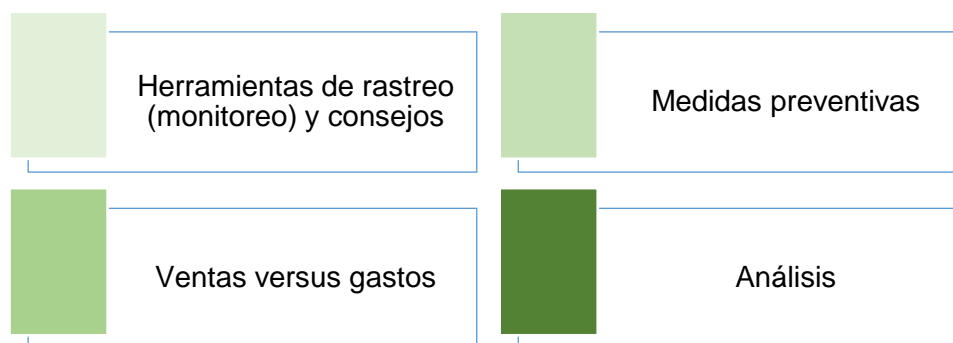 Herramientas de rastreo
(monitoreo) y consejos
Medidas preventivas
Ventas versus gastos
Análisis